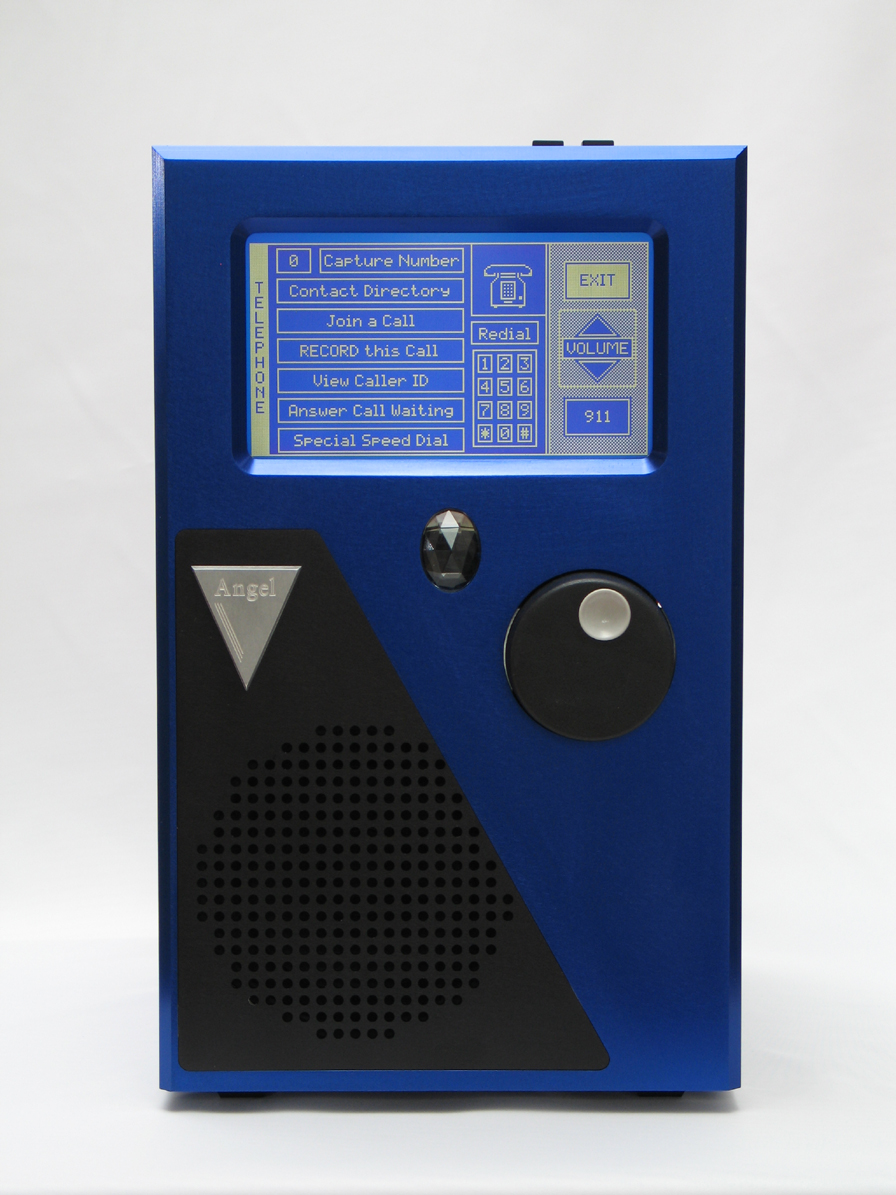 TELEPHONE
0 Capture Number
Contact Directory
Join a Call
RECORD this Call
View Caller ID
Answer Call Waiting
Special Speed Dial
Redial
1 2 3
4 5 6
7 8 9
* 0 #
EXIT
VOLUME
911
Angel